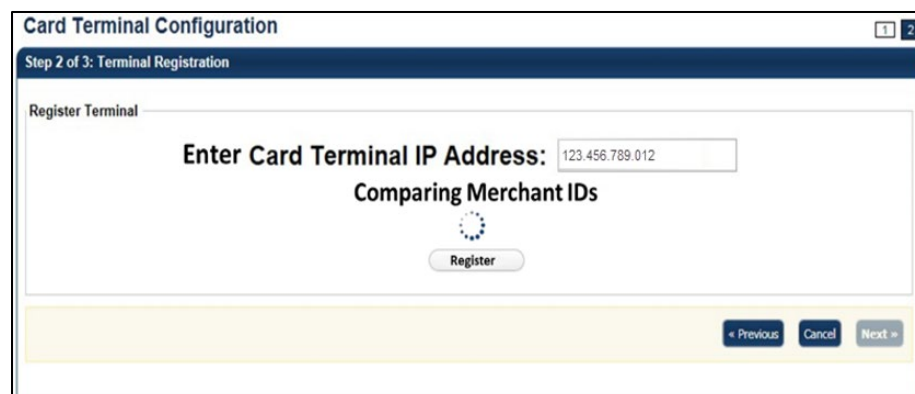 Card Terminal Configuration
1 2
Step 2 of 3: Terminal Registration
Register Terminal
Enter Card Terminal IP Address: 123.456.789.012
Comparing Merchant IDs
Register
« Previous Cancel Next »